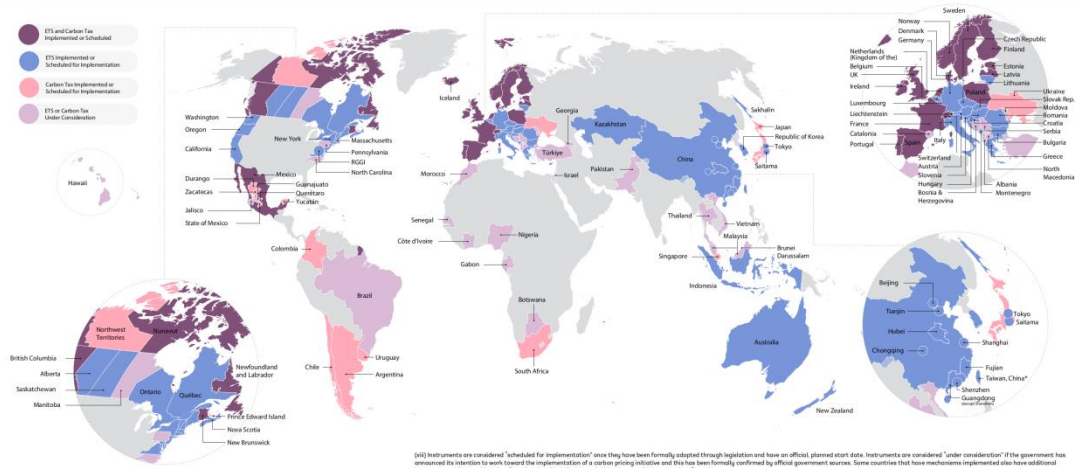 ETS and Carbon Tax
Implemented or Scheduled
ETS Implemented or
Scheduled for Implementation
Carbon Tax Implemented or
Scheduled for Implementation
ETS or Carbon Tax
Under Consideration
Hawaii
Washington
Oregon
California
New York
Massachusetts
Pennsylvania
RGGI
North Carolina
Durango
Mexico
Guanajuato
Zacatecas
Querétaro
Yucatán
Jalisco
State of Mexico
Colombia
Brazil
Uruguay
Chile
Argentina
Iceland
Georgia
Kazakhstan
Türkiye
Israel
Pakistan
Morocco
Senegal
Côte d'Ivoire
Nigeria
Gabon
Botswana
South Africa
China
Sakhalin
Japan
Republic of Korea
Tokyo
Saitama
Thailand
Vietnam
Malaysia
Singapore
Brunei
Darussalam
Indonesia
Australia
New Zealand
Sweden
Norway
Denmark
Germany
Netherlands
(Kingdom of the)
Belgium
UK
Ireland
Luxembourg
Liechtenstein
France
Catalonia
Portugal
Spain
Italy
Poland
Czech Republic
Finland
Estonia
Latvia
Lithuania
Ukraine
Slovak Rep.
Moldova
Romania
Croatia
Serbia
Bulgaria
Greece
North
Macedonia
Switzerland
Austria
Slovenia
Hungary
Bosnia &
Herzegovina
Albania
Montenegro
Northwest
Territories
Nunavut
British Columbia
Alberta
Saskatchewan
Manitoba
Ontario
Québec
Newfoundland
and Labrador
Prince Edward Island
Nova Scotia
New Brunswick
Beijing
Tianjin
Hubei
Chongqing
Tokyo
Saitama
Shanghai
Fujian
Taiwan, China*
Shenzhen
Guangdong
(xiii) Instruments are considered "scheduled for implementation" once they have been formally adopted through legislation and have an official, planned start date. Instruments are considered "under consideration" if the government has
announced its intention to work toward the implementation of a carbon pricing initiative and this has been formally confirmed by official government sources. Some countries that have mechanisms implemented also have additional